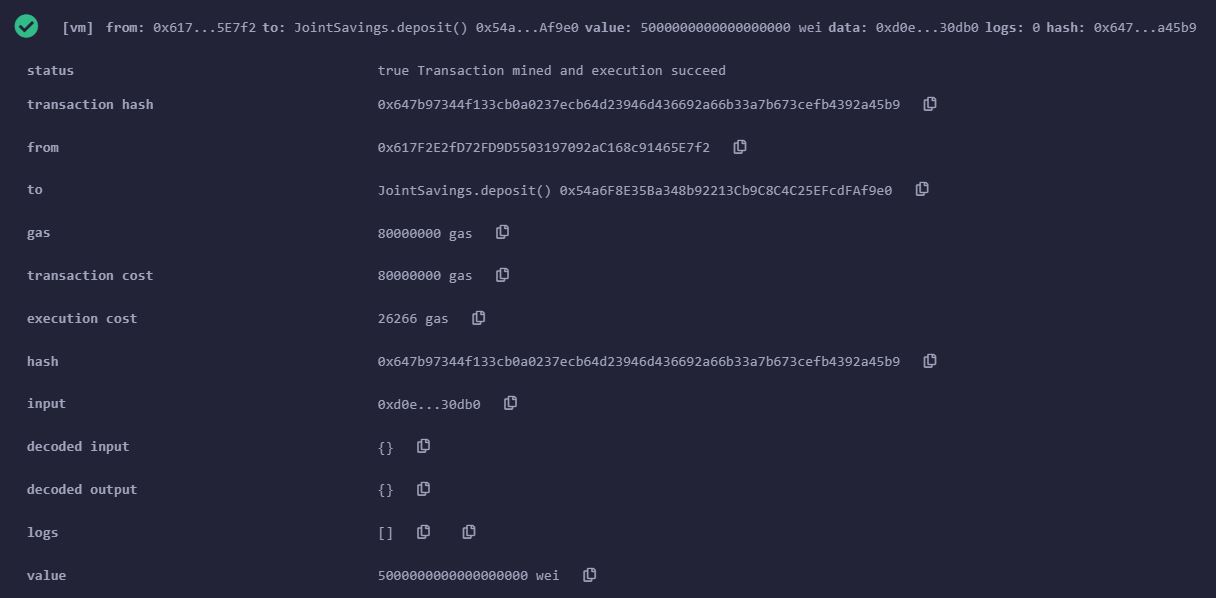 [vm] from: 0x617...5E7f2 to: JointSavings.deposit() 0x54a...Af9e0 value: 5000000000000000000 wei data: 0xd0e...30db0 logs: 0 hash: 0x647...a45b9
status true Transaction mined and execution succeed
transaction hash 0x647b97344f133cb0a0237ecb64d23946d436692a66b33a7b673cefb4392a45b9
from 0x617F2E2fD72FD9D5503197092aC168c91465E7f2
to JointSavings.deposit() 0x54a6F8E35Ba348b92213Cb9C8C4C25EFcdFAf9e0
gas 80000000 gas
transaction cost 80000000 gas
execution cost 26266 gas
hash 0x647b97344f133cb0a0237ecb64d23946d436692a66b33a7b673cefb4392a45b9
input 0xd0e...30db0
decoded input {}
decoded output {}
logs []
value 5000000000000000000 wei